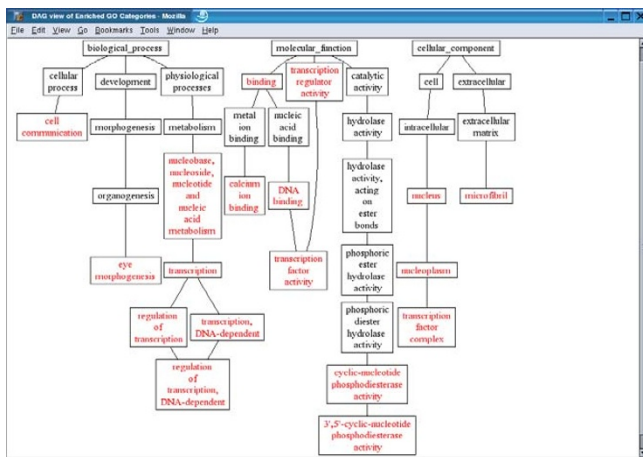 DAG view of Enriched GO Categories - Mozilla
File Edit View Go Bookmarks Tools Window Help
biological_process
molecular_function
cellular_component
cellular
process
development
physiological
processes
binding
transcription
regulator
activity
catalytic
activity
cell
extracellular
cell
communication
morphogenesis
metabolism
metal
ion
binding
nucleic
acid
binding
hydrolase
activity
intracellular
extracellular
matrix
nucleobase,
nucleoside,
nucleotide
and
nucleic
acid
metabolism
organogenesis
calcium
ion
binding
DNA
binding
hydrolase
activity,
acting
on
ester
bonds
nucleus
microfibril
eye
morphogenesis
transcription
transcription
factor
activity
phosphoric
ester
hydrolase
activity
nucleoplasm
regulation
of
transcription
transcription,
DNA-dependent
phosphoric
diester
hydrolase
activity
transcription
factor
complex
regulation
of
transcription,
DNA-dependent
cyclic-nucleotide
phosphodiesterase
activity
3',5'-cyclic-nucleotide
phosphodiesterase
activity